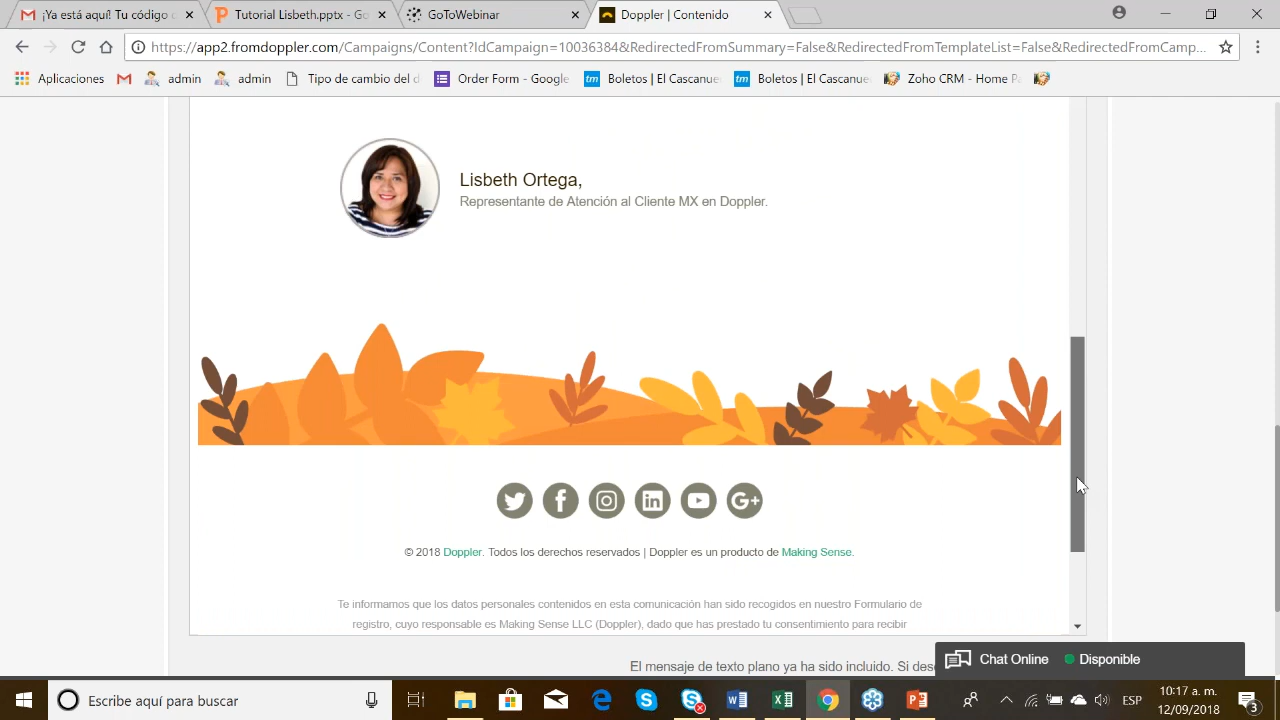 ¡Ya está aquí! Tu código d
Tutorial Lisbeth.pptx - Go
GoToWebinar
Doppler | Contenido
https://app2.fromdoppler.com/Campaigns/Content?IdCampaign=10036384&RedirectedFromSummary=False&RedirectedFromTemplateList=False&RedirectedFromCamp...
Aplicaciones
admin
admin
Tipo de cambio del d
Order Form - Google
tm
Boletos | El Cascanue
tm
Boletos | El Cascanue
Zoho CRM - Home Pa
Lisbeth Ortega,
Representante de Atención al Cliente MX en Doppler.
© 2018 Doppler. Todos los derechos reservados | Doppler es un producto de Making Sense.
Te informamos que los datos personales contenidos en esta comunicación han sido recogidos en nuestro Formulario de
registro, cuyo responsable es Making Sense LLC (Doppler), dado que has prestado tu consentimiento para recibir
El mensaje de texto plano ya ha sido incluido. Si des
Chat Online
Disponible
Escribe aquí para buscar
ESP
10:17 a. m.
12/09/2018
3